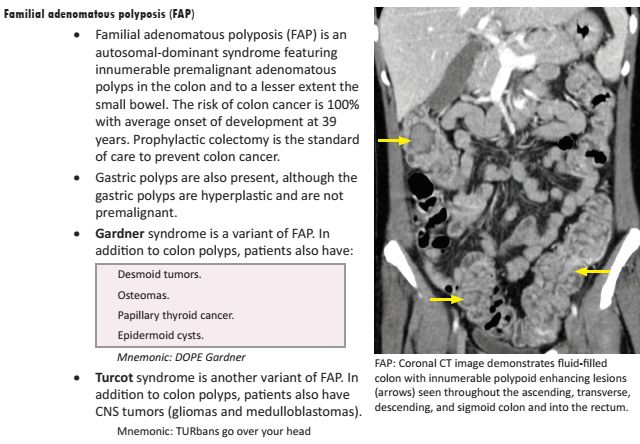 Familial adenomatous polyposis (FAP)
• Familial adenomatous polyposis (FAP) is an
autosomal-dominant syndrome featuring
innumerable premalignant adenomatous
polyps in the colon and to a lesser extent the
small bowel. The risk of colon cancer is 100%
with average onset of development at 39
years. Prophylactic colectomy is the standard
of care to prevent colon cancer.
• Gastric polyps are also present, although the
gastric polyps are hyperplastic and are not
premalignant.
• Gardner syndrome is a variant of FAP. In
addition to colon polyps, patients also have:
Desmoid tumors.
Osteomas.
Papillary thyroid cancer.
Epidermoid cysts.
Mnemonic: DOPE Gardner
• Turcot syndrome is another variant of FAP. In
addition to colon polyps, patients also have
CNS tumors (gliomas and medulloblastomas).
Mnemonic: TURbans go over your head
FAP: Coronal CT image demonstrates fluid-filled
colon with innumerable polypoid enhancing lesions
(arrows) seen throughout the ascending, transverse,
descending, and sigmoid colon and into the rectum.